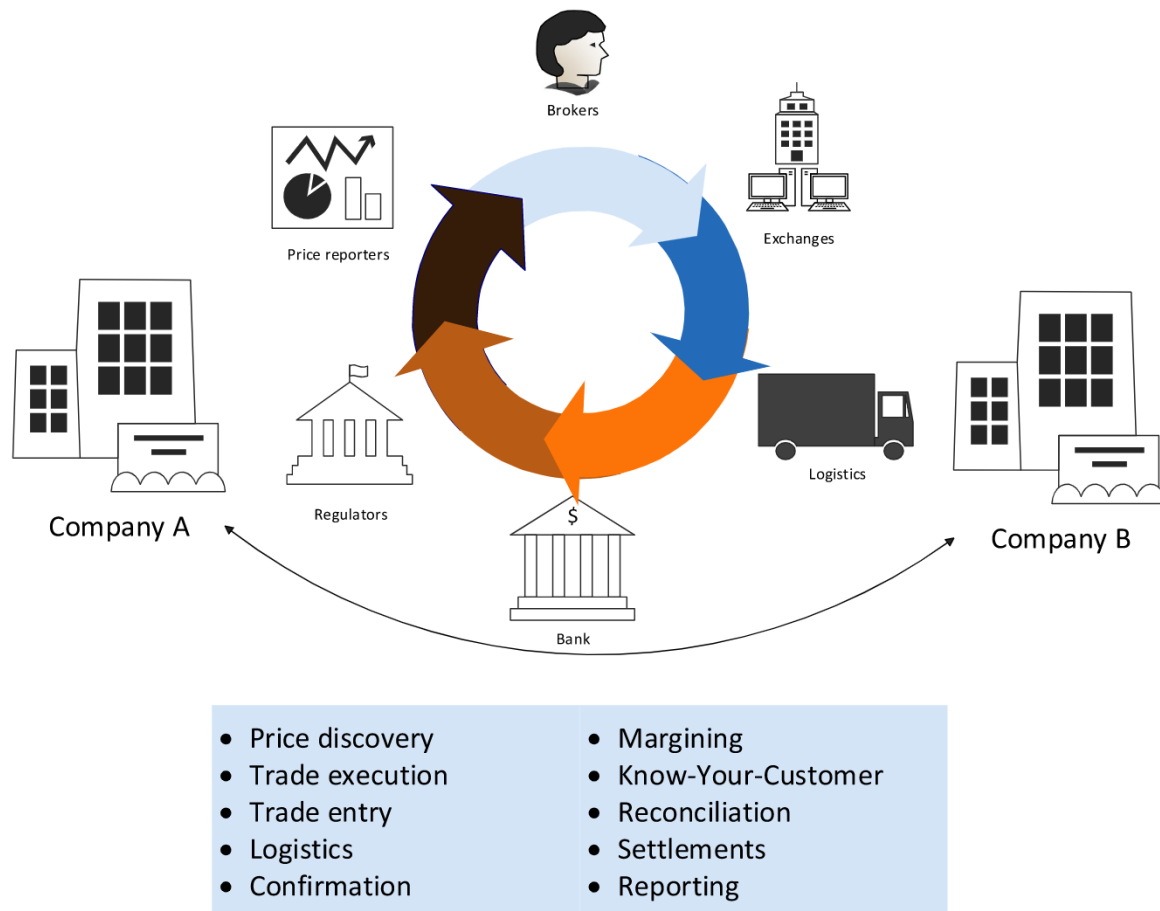 Brokers
Price reporters
Exchanges
Company A
Regulators
$
Bank
Logistics
Company B
Price discovery
Trade execution
Trade entry
Logistics
Confirmation
Margining
Know-Your-Customer
Reconciliation
Settlements
Reporting